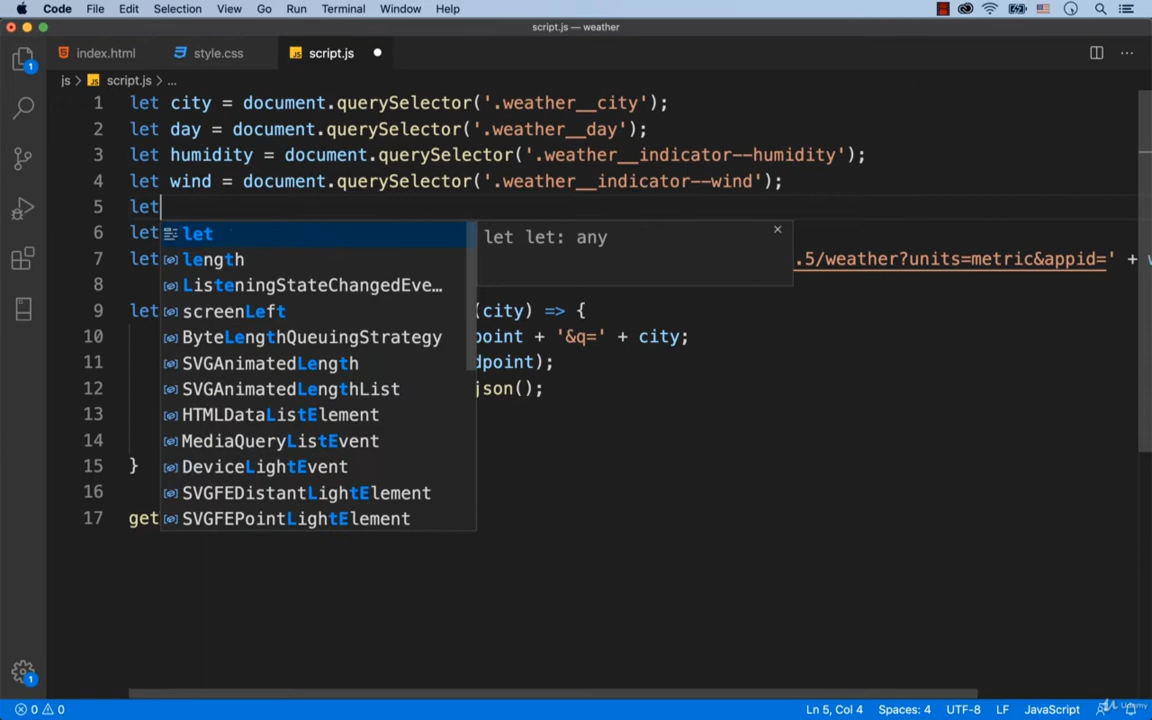 Code File Edit Selection View Go Run Terminal Window Help
script.js — weather
index.html style.css JS script.js
js > JS script.js > ...
1 let city = document.querySelector('.weather__city');
2 let day = document.querySelector('.weather__day');
3 let humidity = document.querySelector('.weather__indicator--humidity');
4 let wind = document.querySelector('.weather__indicator--wind');
5 let
6 let let let let: any
7 let length .5/weather?units=metric&appid=' +
8 ListeningStateChangedEve...
9 let screenLeft (city) => {
10 ByteLengthQueuingStrategy point + '&q=' + city;
11 SVGAnimatedLength dpoint);
12 SVGAnimatedLengthList json();
13 HTMLDataListElement
14 MediaQueryListEvent
15 } DeviceLightEvent
16 SVGFEDistantLightElement
17 get SVGFEPointLightElement
1
1
0 0 Ln 5, Col 4 Spaces: 4 UTF-8 LF JavaScript
Udemy